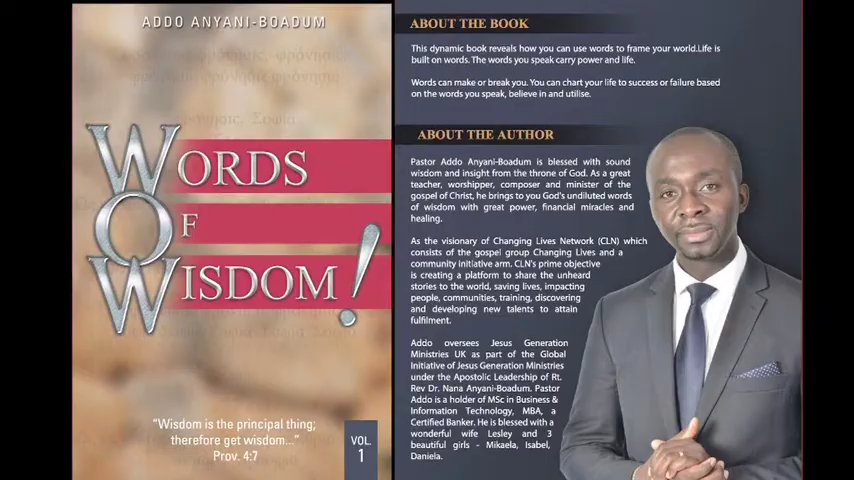 ADDO ANYANI-BOADUM
WORDS
OF
WISDOM!
"Wisdom is the principal thing;
therefore get wisdom..."
Prov. 4:7
VOL.
1
ABOUT THE BOOK
This dynamic book reveals how you can use words to frame your world.Life is
built on words. The words you speak carry power and life.
Words can make or break you. You can chart your life to success or failure based
on the words you speak, believe in and utilise.
ABOUT THE AUTHOR
Pastor Addo Anyani-Boadum is blessed with sound
wisdom and insight from the throne of God. As a great
teacher, worshipper, composer and minister of the
gospel of Christ, he brings to you God's undiluted words
of wisdom with great power, financial miracles and
healing.
As the visionary of Changing Lives Network (CLN) which
consists of the gospel group Changing Lives and a
community initiative arm. CLN's prime objective
is creating a platform to share the unheard
stories to the world, saving lives, impacting
people, communities, training, discovering
and developing new talents to attain
fulfilment.
Addo oversees Jesus Generation
Ministries UK as part of the Global
Initiative of Jesus Generation Ministries
under the Apostolic Leadership of Rt.
Rev Dr. Nana Anyani-Boadum. Pastor
Addo is a holder of MSc in Business &
Information Technology, MBA, a
Certified Banker. He is blessed with a
wonderful wife Lesley and 3
beautiful girls - Mikaela, Isabel,
Daniela.